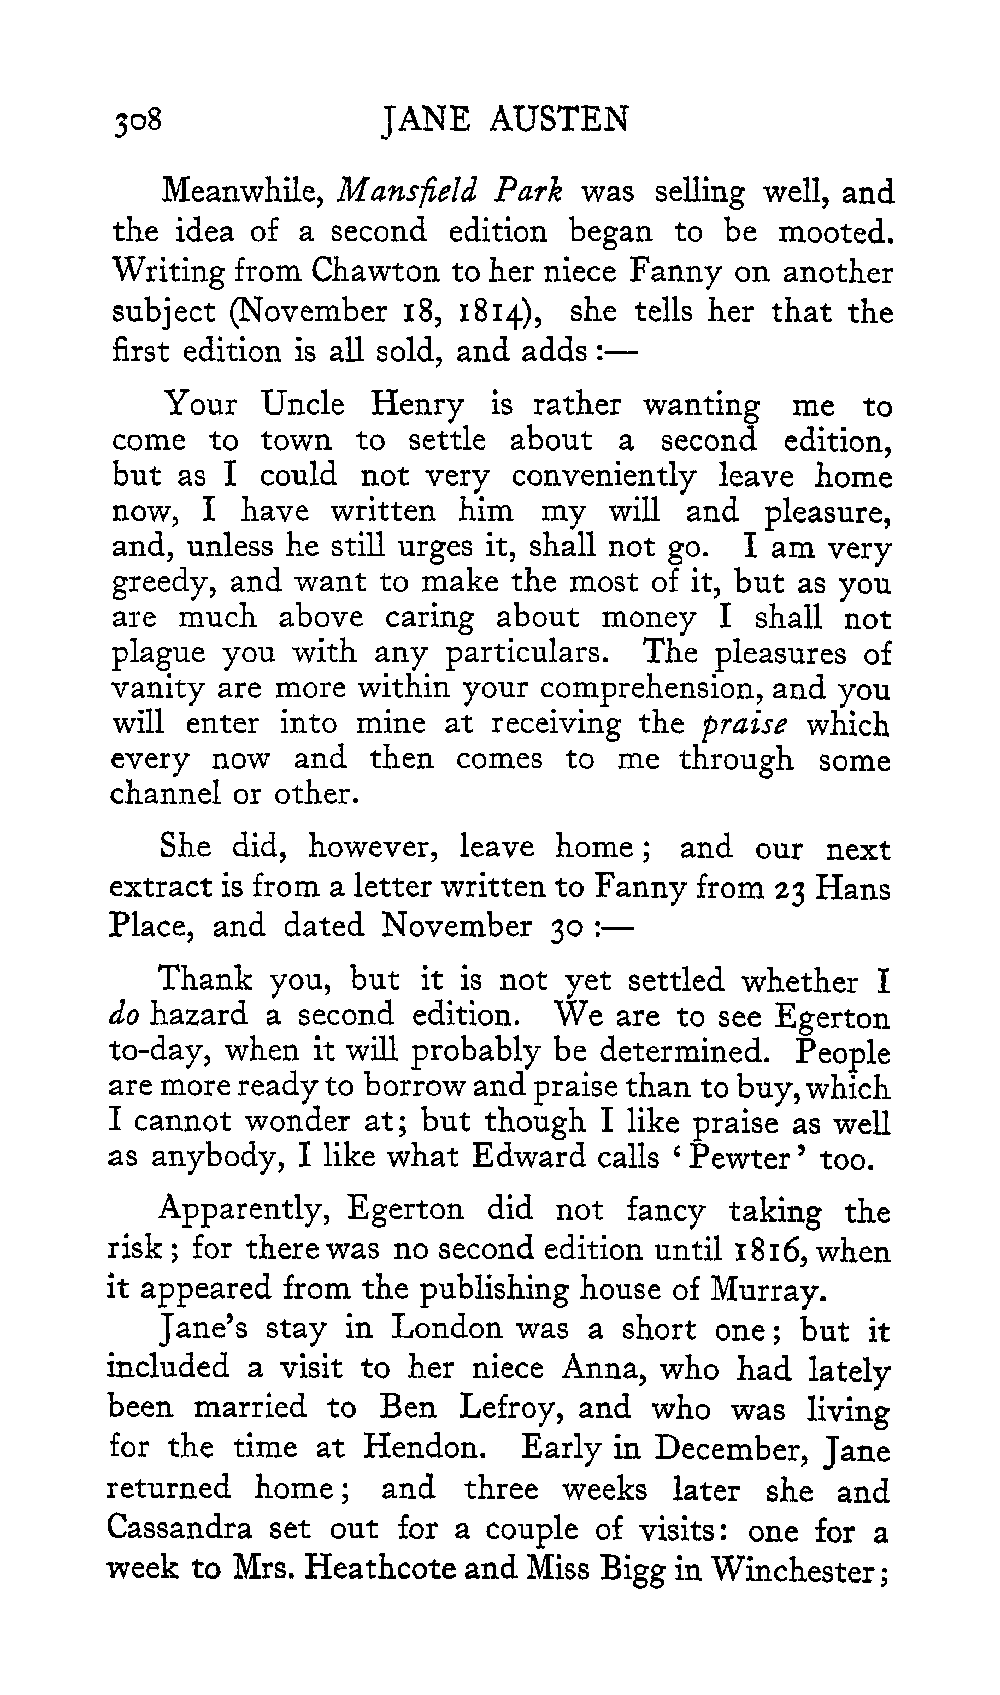 308 JANE AUSTEN
Meanwhile, Mansfield Park was selling well, and
the idea of a second edition began to be mooted.
Writing from Chawton to her niece Fanny on another
subject (November 18, 1814), she tells her that the
first edition is all sold, and adds :—
Your Uncle Henry is rather wanting me to
come to town to settle about a second edition,
but as I could not very conveniently leave home
now, I have written him my will and pleasure,
and, unless he still urges it, shall not go. I am very
greedy, and want to make the most of it, but as you
are much above caring about money I shall not
plague you with any particulars. The pleasures of
vanity are more within your comprehension, and you
will enter into mine at receiving the praise which
every now and then comes to me through some
channel or other.
She did, however, leave home ; and our next
extract is from a letter written to Fanny from 23 Hans
Place, and dated November 30 :—
Thank you, but it is not yet settled whether I
do hazard a second edition. We are to see Egerton
to-day, when it will probably be determined. People
are more ready to borrow and praise than to buy, which
I cannot wonder at; but though I like praise as well
as anybody, I like what Edward calls ‘ Pewter ’ too.
Apparently, Egerton did not fancy taking the
risk ; for there was no second edition until 1816, when
it appeared from the publishing house of Murray.
Jane’s stay in London was a short one ; but it
included a visit to her niece Anna, who had lately
been married to Ben Lefroy, and who was living
for the time at Hendon. Early in December, Jane
returned home ; and three weeks later she and
Cassandra set out for a couple of visits: one for a
week to Mrs. Heathcote and Miss Bigg in Winchester ;